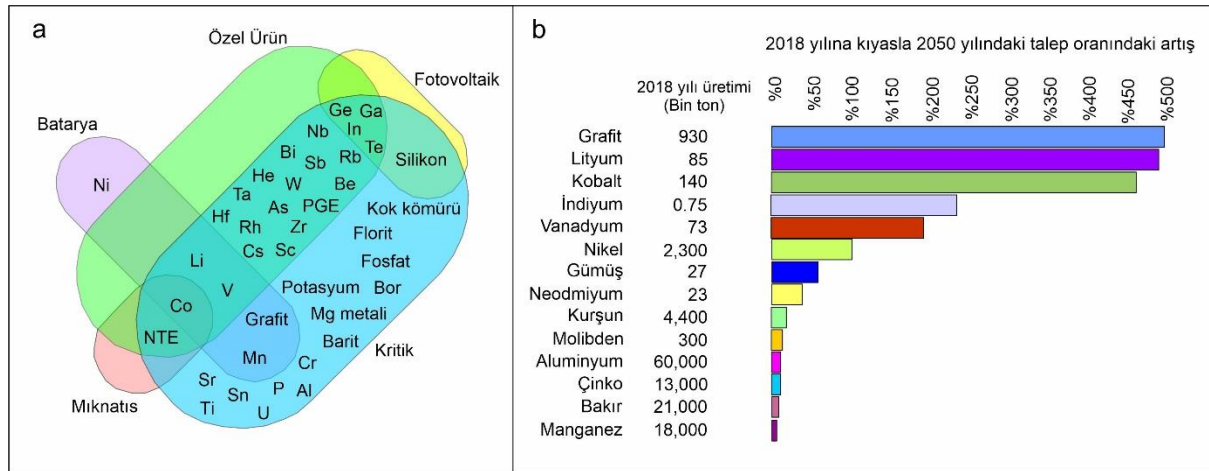 a
Özel Ürün
Fotovoltaik
Batarya
Ge Ga
Nb In
Bi Sb Rb Te
Silikon
Ni
He W Be
Ta As PGE
Kok kömürü
Hf Rh Zr
Florit
Cs Sc
Li
Fosfat
V
Potasyum Bor
Co
Grafit
Mg metali
NTE
Barit
Kritik
Mn
Cr
Sr
Sn P Al
Mıknatıs
Ti U
b
2018 yılına kıyasla 2050 yılındaki talep oranındaki artış
2018 yılı üretimi
(Bin ton)
%0 %50 %100 %200 %250 %300 %350 %400 %450 %500
Grafit 930
Lityum 85
Kobalt 140
İndiyum 0.75
Vanadyum 73
Nikel 2,300
Gümüş 27
Neodmiyum 23
Kurşun 4,400
Molibden 300
Aluminyum 60,000
Çinko 13,000
Bakır 21,000
Manganez 18,000